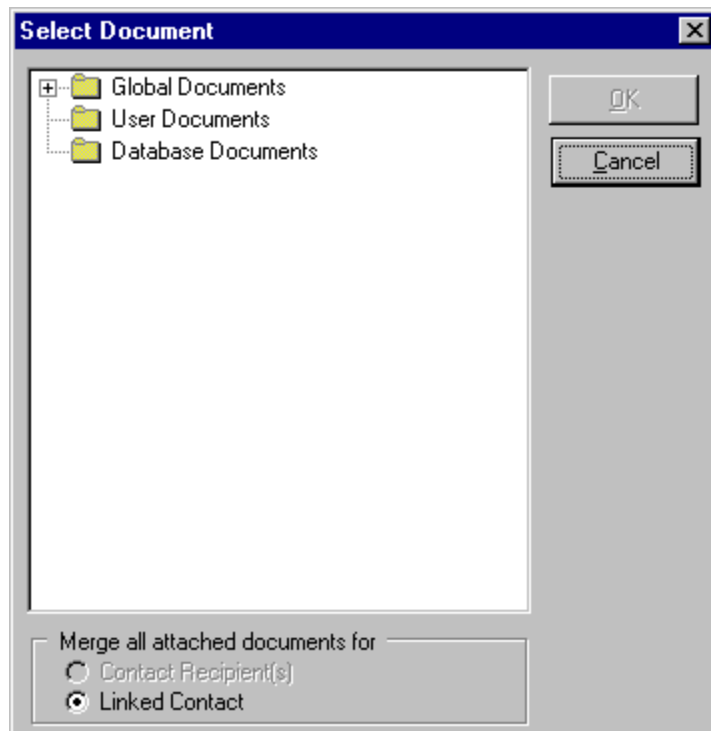 Select Document
Global Documents
OK
User Documents
Database Documents
Cancel
Merge all attached documents for
Contact Recipient(s)
Linked Contact